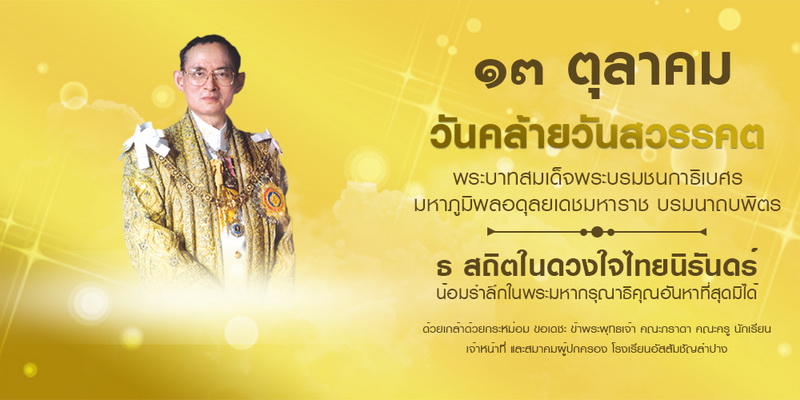 ๑๓ ตุลาคม
วันคล้ายวันสวรรคต
พระบาทสมเด็จพระบรมชนกาธิเบศร
มหาภูมิพลอดุลยเดชมหาราช บรมนาถบพิตร
ธ สถิตในดวงใจไทยนิรันดร์
น้อมรำลึกในพระมหากรุณาธิคุณอันหาที่สุดมิได้
ด้วยเกล้าด้วยกระหม่อม ขอเดชะ ข้าพระพุทธเจ้า คณะภราดา คณะครู นักเรียน
เจ้าหน้าที่ และสมาคมผู้ปกครอง โรงเรียนอัสสัมชัญลำปาง